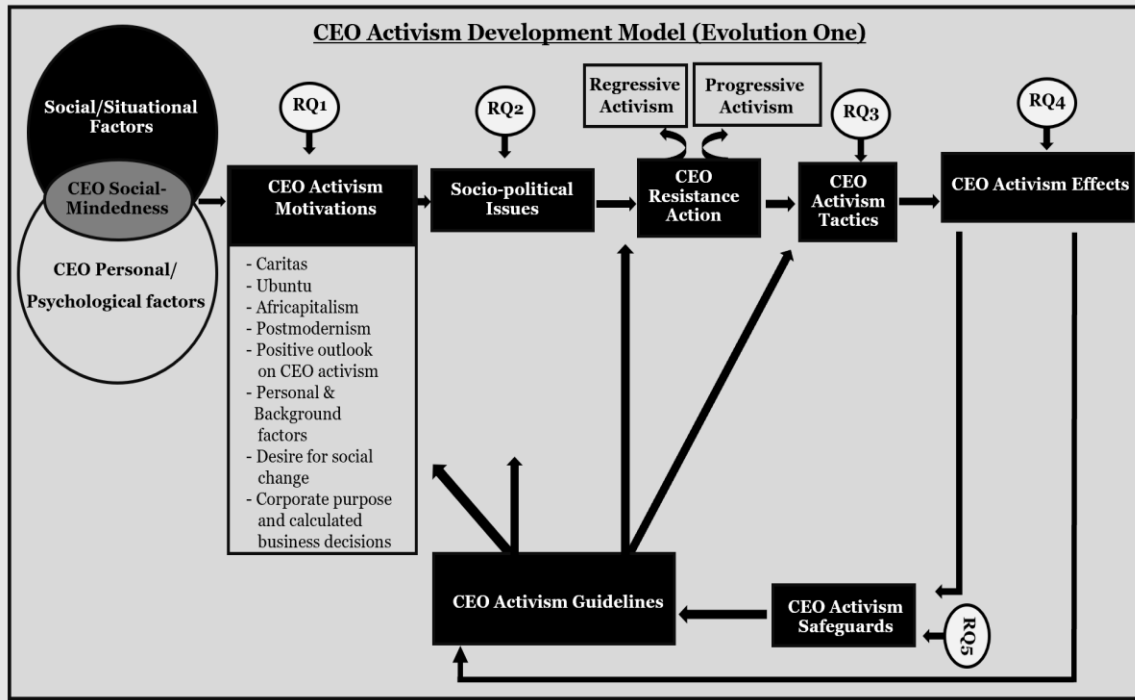 CEO Activism Development Model (Evolution One)
Social/Situational
Factors
CEO Social-
Mindedness
CEO Personal/
Psychological factors
RQ1
CEO Activism
Motivations
- Caritas
- Ubuntu
- Africapitalism
- Postmodernism
- Positive outlook
on CEO activism
- Personal &
Background
factors
- Desire for social
change
- Corporate purpose
and calculated
business decisions
RQ2
Socio-political
Issues
Regressive
Activism
Progressive
Activism
CEO
Resistance
Action
RQ3
CEO
Activism
Tactics
RQ4
CEO Activism Effects
CEO Activism Guidelines
CEO Activism
Safeguards
RQ5